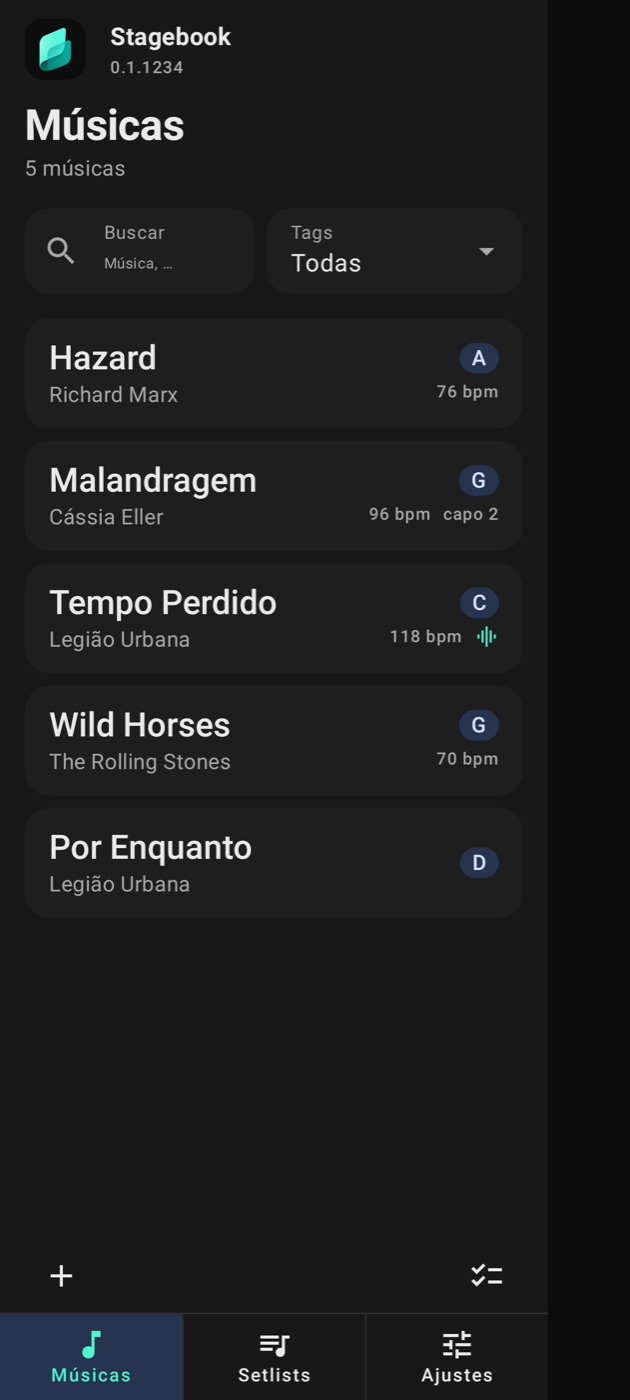 Stagebook
0.1.1234
Músicas
5 músicas
Buscar
Música, ...
Tags
Todas
Hazard
A
Richard Marx
76 bpm
Malandragem
G
Cássia Eller
96 bpm capo 2
Tempo Perdido
C
Legião Urbana
118 bpm
Wild Horses
G
The Rolling Stones
70 bpm
Por Enquanto
D
Legião Urbana
Músicas
Setlists
Ajustes